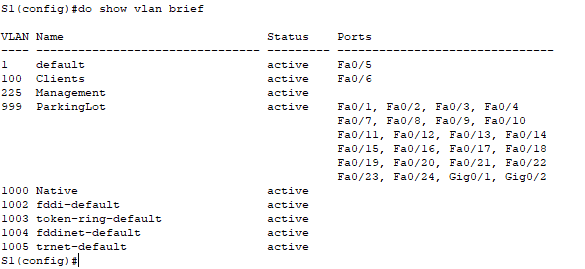 S1(config)#do show vlan brief
VLAN Name                             Status    Ports
---- -------------------------------- --------- -------------------------------
1    default                          active    Fa0/5
100  Clients                          active    Fa0/6
225  Management                       active
999  ParkingLot                       active    Fa0/1, Fa0/2, Fa0/3, Fa0/4
                                                Fa0/7, Fa0/8, Fa0/9, Fa0/10
                                                Fa0/11, Fa0/12, Fa0/13, Fa0/14
                                                Fa0/15, Fa0/16, Fa0/17, Fa0/18
                                                Fa0/19, Fa0/20, Fa0/21, Fa0/22
                                                Fa0/23, Fa0/24, Gig0/1, Gig0/2
1000 Native                           active
1002 fddi-default                     active
1003 token-ring-default               active
1004 fddinet-default                  active
1005 trnet-default                    active
S1(config)#